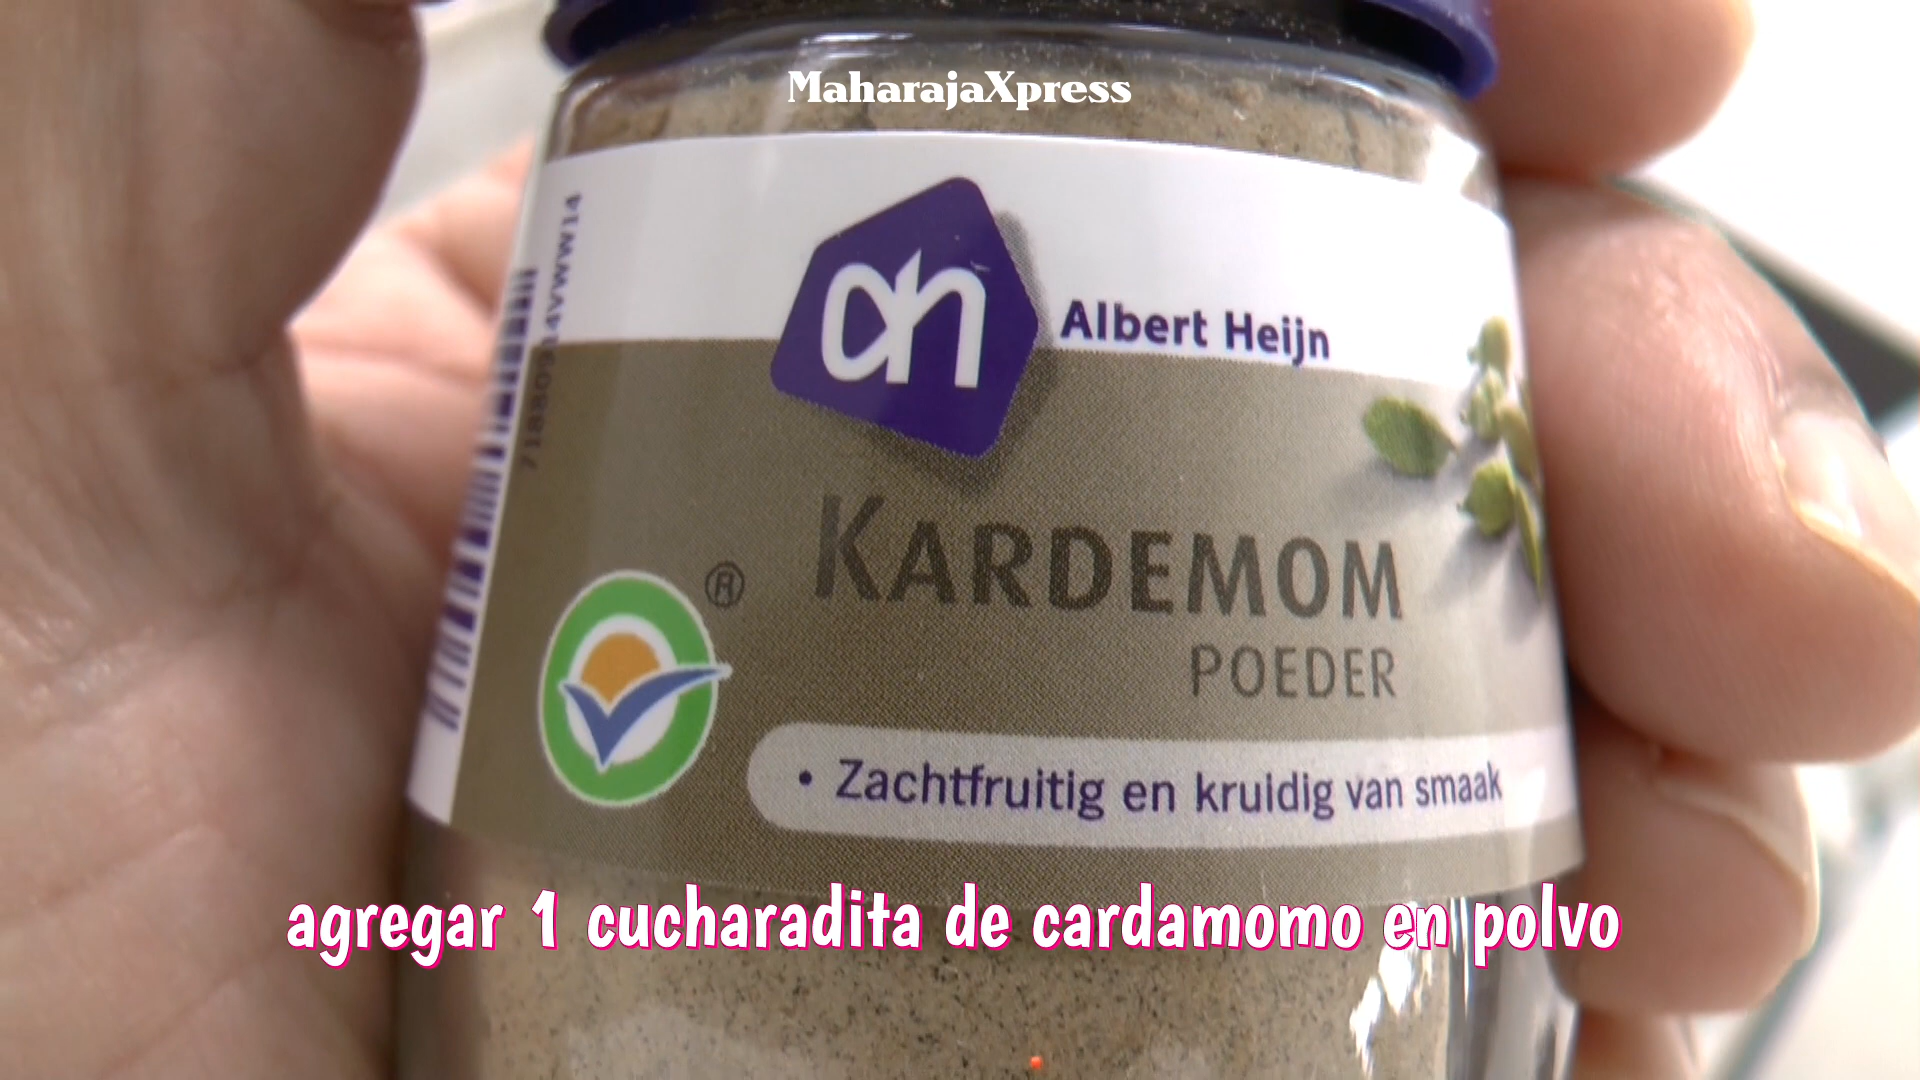 MaharajaXpress
ah
Albert Heijn
KARDEMOM
POEDER
®
• Zachtfruitig en kruidig van smaak
agregar 1 cucharadita de cardamomo en polvo